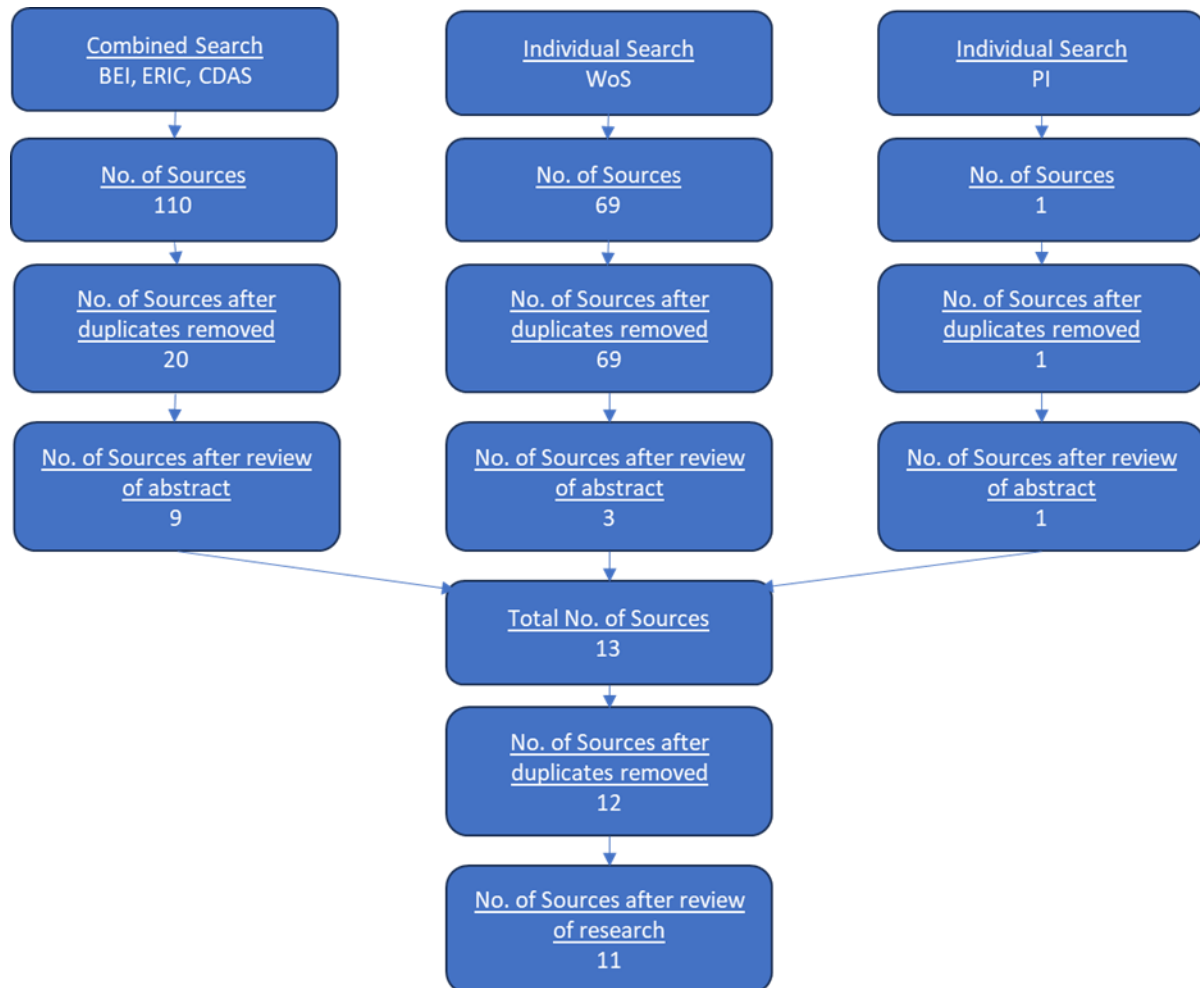 Combined Search
BEI, ERIC, CDAS
Individual Search
WoS
Individual Search
PI
No. of Sources
110
No. of Sources
69
No. of Sources
1
No. of Sources after
duplicates removed
20
No. of Sources after
duplicates removed
69
No. of Sources after
duplicates removed
1
No. of Sources after review
of abstract
9
No. of Sources after review
of abstract
3
No. of Sources after review
of abstract
1
Total No. of Sources
13
No. of Sources after
duplicates removed
12
No. of Sources after review
of research
11